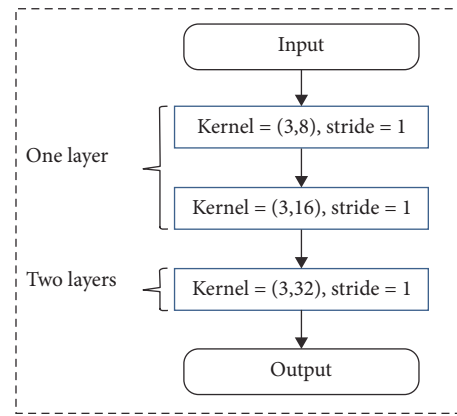 Input
Kernel = (3,8), stride = 1
One layer
Kernel = (3,16), stride = 1
Two layers
Kernel = (3,32), stride = 1
Output